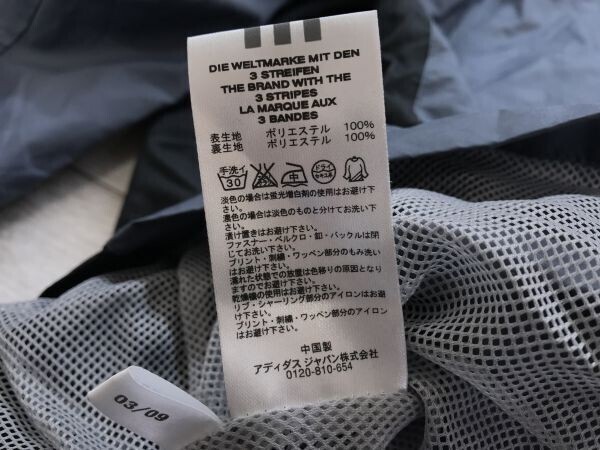 DIE WELTMARKE MIT DEN
3 STREIFEN
THE BRAND WITH THE
3 STRIPES
LA MARQUE AUX
3 BANDES
表生地 ポリエステル 100%
裏生地 ポリエステル 100%
手洗イ
30
中
ドライ
セキユ系
淡色の場合は蛍光増白剤の使用はお避け下
さい。
濃色の場合は淡色のものと分けてお洗い下
さい。
漬け置きはお避け下さい。
ファスナー・ベルクロ・釦・バックルは閉
じてお洗い下さい。
プリント・刺繍・ワッペン部分のもみ洗い
はお避け下さい。
濡れた状態での放置は色移りの原因となり
ますのでお避け下さい。
乾燥機の使用はお避け下さい。
リブ・シャーリング部分のアイロンはお避
け下さい。
プリント・刺繍・ワッペン部分のアイロン
はお避け下さい。
中国製
アディダス ジャパン株式会社
0120-810-654
03/09